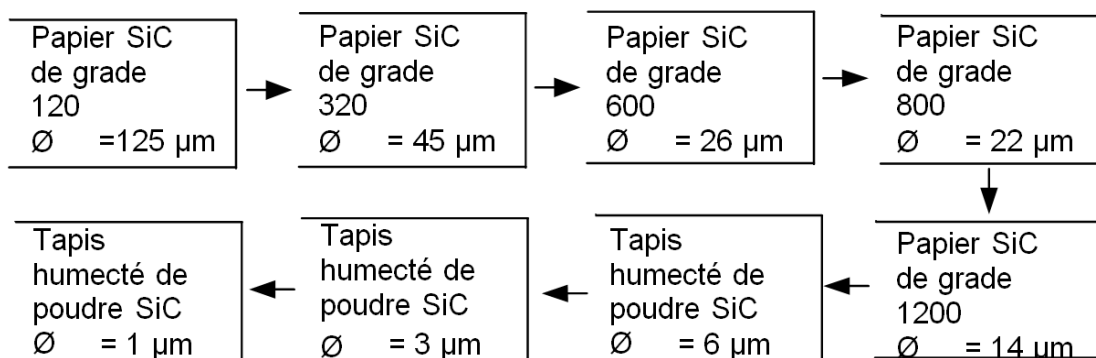 Papier SiC
de grade
120
Ø =125 µm
Papier SiC
de grade
320
Ø = 45 µm
Papier SiC
de grade
600
Ø = 26 µm
Papier SiC
de grade
800
Ø = 22 µm
Papier SiC
de grade
1200
Ø = 14 µm
Tapis
humecté de
poudre SiC
Ø = 6 µm
Tapis
humecté de
poudre SiC
Ø = 3 µm
Tapis
humecté de
poudre SiC
Ø = 1 µm